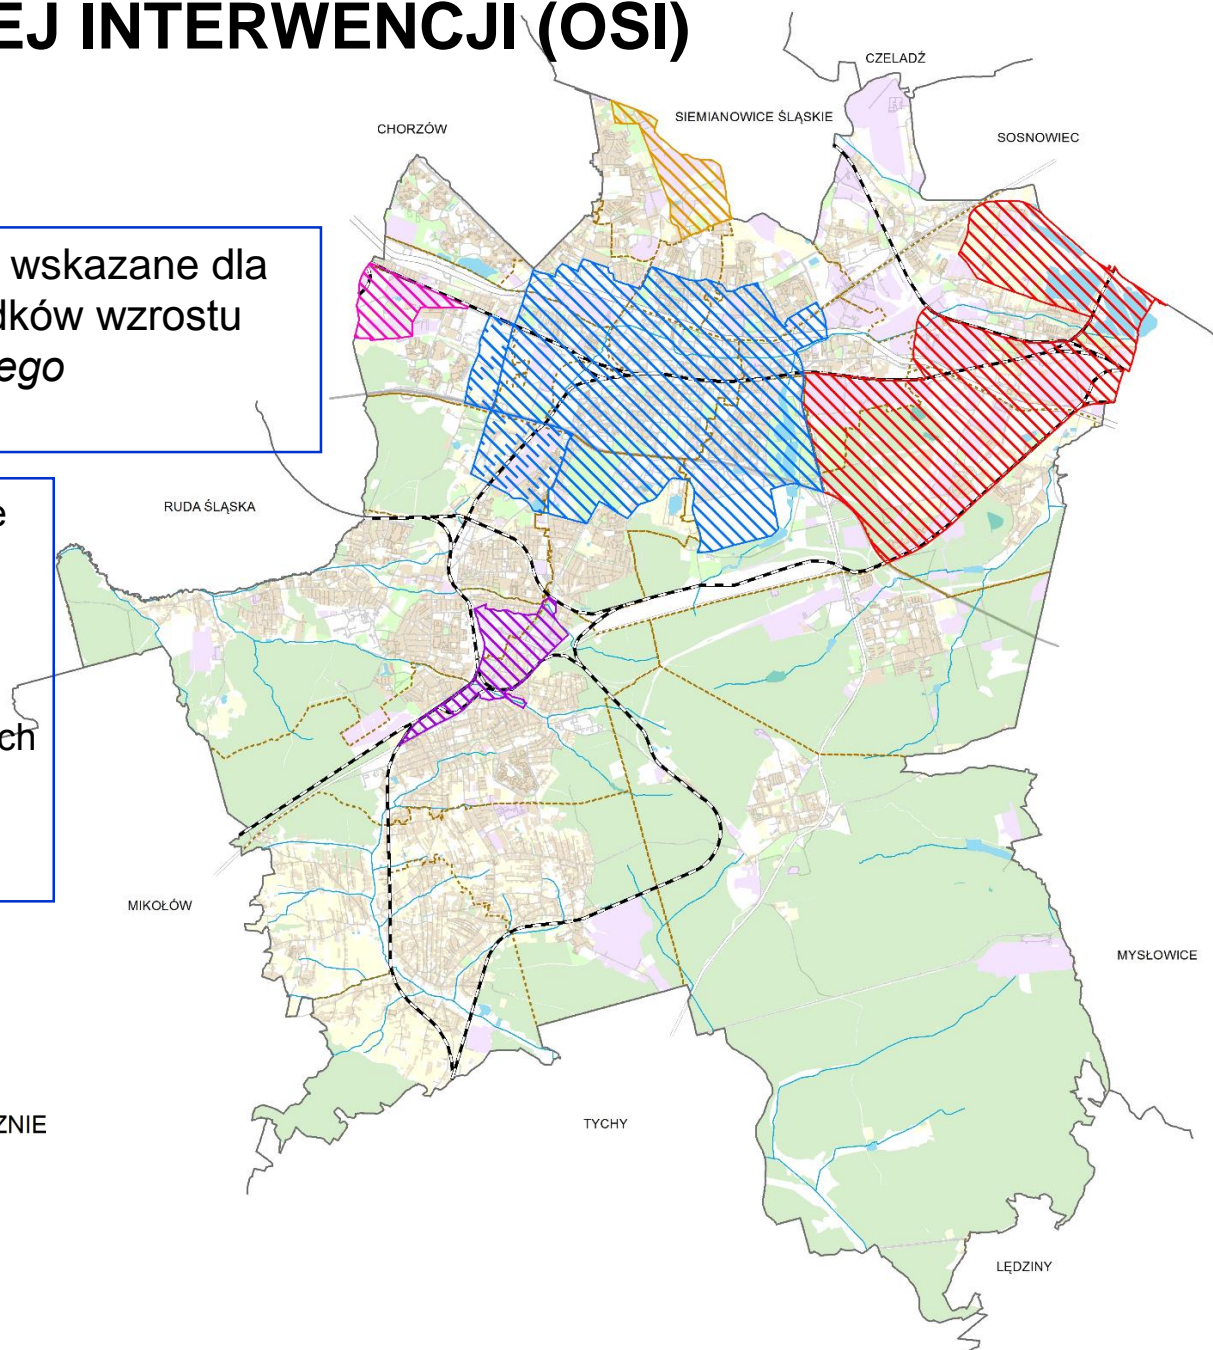 EJ INTERWENCJI (OSI)
CZELADŹ
SIEMIANOWICE ŚLĄSKIE
CHORZÓW
SOSNOWIEC
wskazane dla
dków wzrostu
ego
e
RUDA ŚLĄSKA
ch
MIKOŁÓW
MYSŁOWICE
ZNIE
TYCHY
LĘDZINY